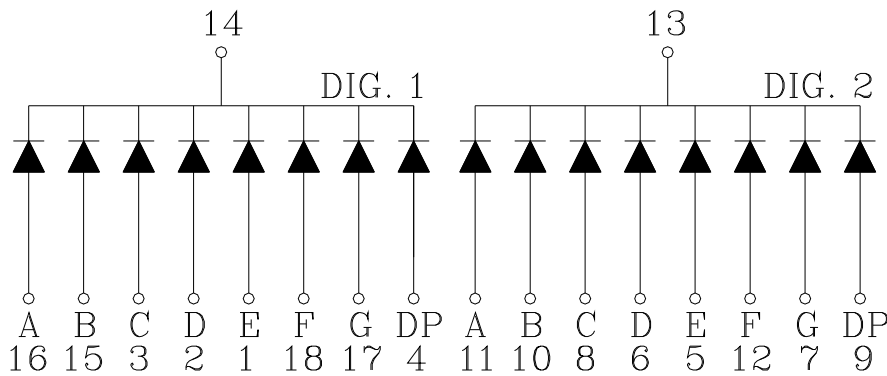 14 13
DIG. 1 DIG. 2
A B C D E F G DP A B C D E F G DP
16 15 3 2 1 18 17 4 11 10 8 6 5 12 7 9